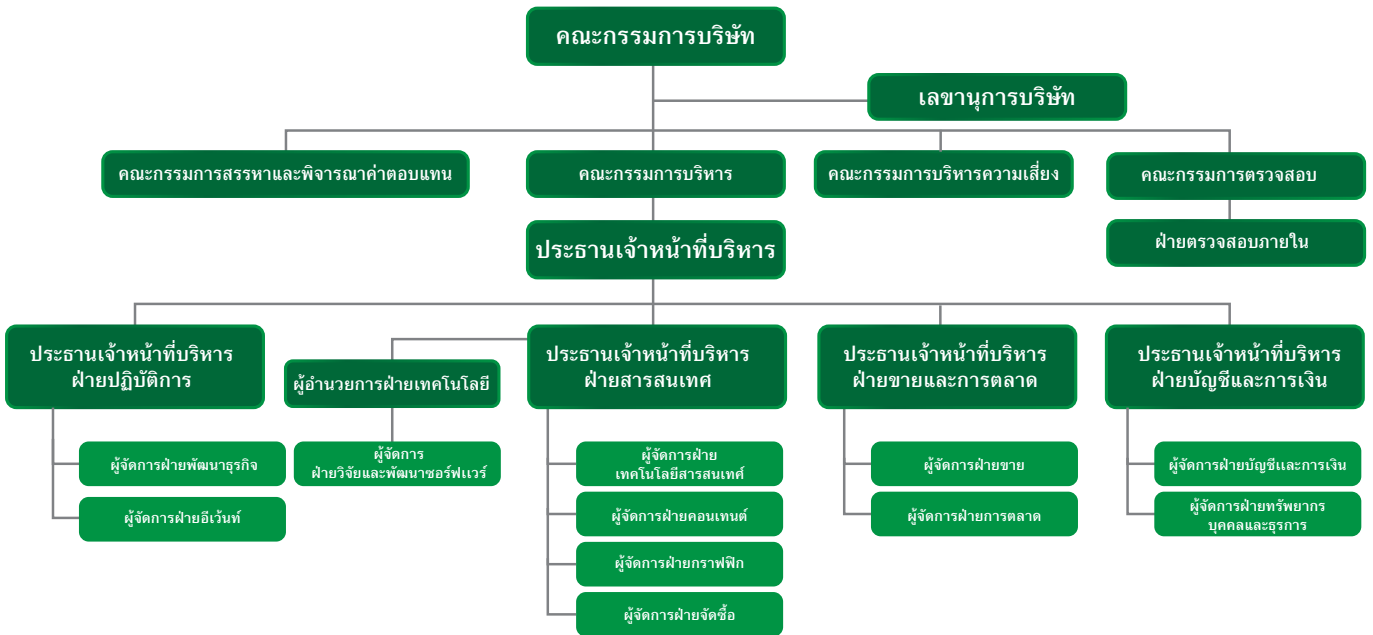 คณะกรรมการบริษัท
เลขานุการบริษัท
คณะกรรมการสรรหาและพิจารณาค่าตอบแทน
คณะกรรมการบริหาร
คณะกรรมการบริหารความเสี่ยง
คณะกรรมการตรวจสอบ
ประธานเจ้าหน้าที่บริหาร
ฝ่ายตรวจสอบภายใน
ประธานเจ้าหน้าที่บริหาร
ฝ่ายปฏิบัติการ
ผู้อำนวยการฝ่ายเทคโนโลยี
ประธานเจ้าหน้าที่บริหาร
ฝ่ายสารสนเทศ
ประธานเจ้าหน้าที่บริหาร
ฝ่ายขายและการตลาด
ประธานเจ้าหน้าที่บริหาร
ฝ่ายบัญชีและการเงิน
ผู้จัดการฝ่ายพัฒนาธุรกิจ
ผู้จัดการฝ่ายอีเว้นท์
ผู้จัดการ
ฝ่ายวิจัยและพัฒนาซอร์ฟแวร์
ผู้จัดการฝ่าย
เทคโนโลยีสารสนเทศ
ผู้จัดการฝ่ายคอนเทนต์
ผู้จัดการฝ่ายกราฟฟิก
ผู้จัดการฝ่ายจัดซื้อ
ผู้จัดการฝ่ายขาย
ผู้จัดการฝ่ายการตลาด
ผู้จัดการฝ่ายบัญชีและการเงิน
ผู้จัดการฝ่ายทรัพยากร
บุคคลและธุรการ